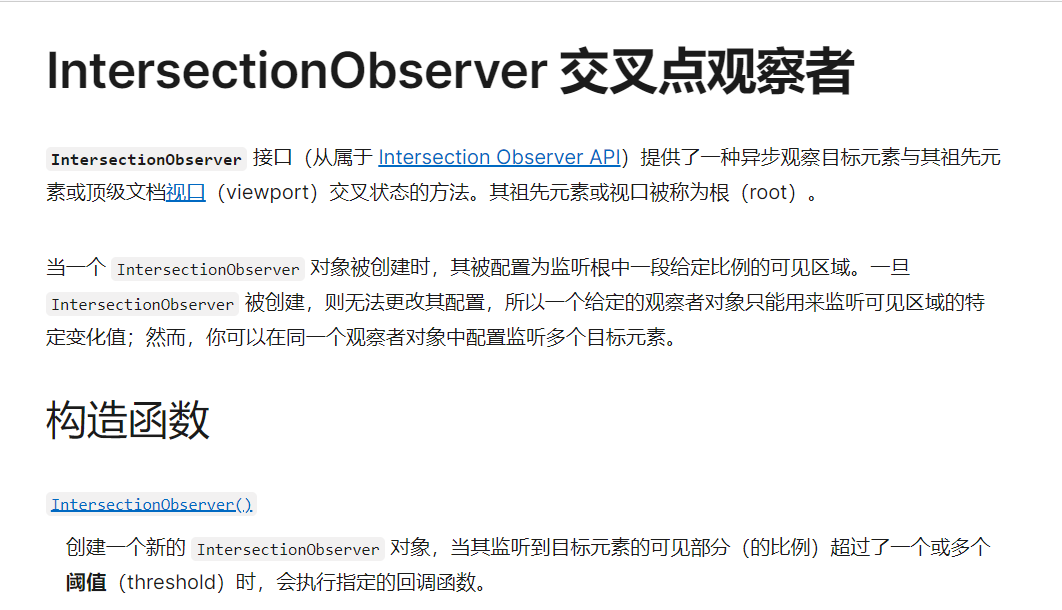 IntersectionObserver 交叉点观察者
IntersectionObserver 接口（从属于 Intersection Observer API）提供了一种异步观察目标元素与其祖先元
素或顶级文档视口（viewport）交叉状态的方法。其祖先元素或视口被称为根（root）。
当一个 IntersectionObserver 对象被创建时，其被配置为监听根中一段给定比例的可见区域。一旦
IntersectionObserver 被创建，则无法更改其配置，所以一个给定的观察者对象只能用来监听可见区域的特
定变化值；然而，你可以在同一个观察者对象中配置监听多个目标元素。
构造函数
IntersectionObserver()
创建一个新的 IntersectionObserver 对象，当其监听到目标元素的可见部分（的比例）超过了一个或多个
阈值（threshold）时，会执行指定的回调函数。